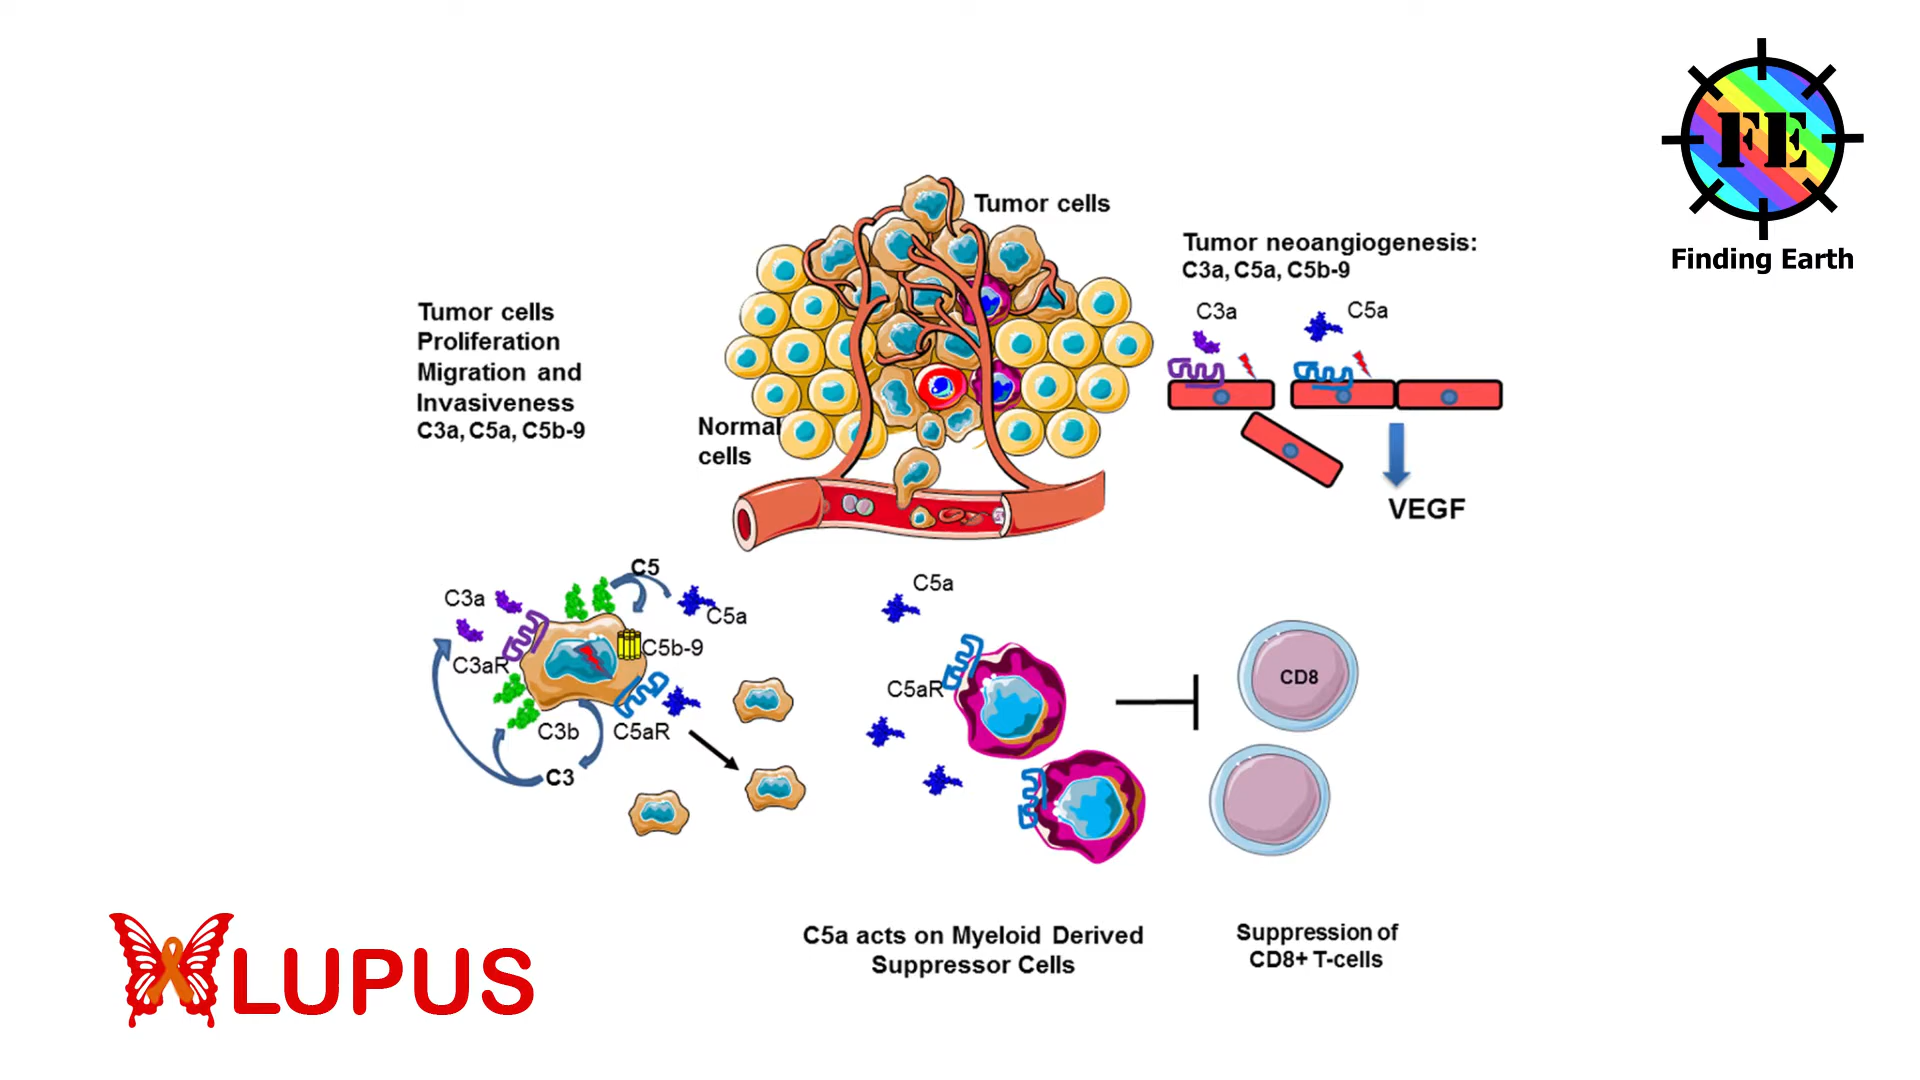 FE
Finding Earth
Tumor cells
Tumor neoangiogenesis:
C3a, C5a, C5b-9
C3a
C5a
VEGF
Tumor cells
Proliferation
Migration and
Invasiveness
C3a, C5a, C5b-9
Normal
cells
C5
C3a
C5a
C5b-9
C3aR
C3b
C5aR
C3
C5a
C5aR
CD8
C5a acts on Myeloid Derived
Suppressor Cells
Suppression of
CD8+ T-cells
LUPUS